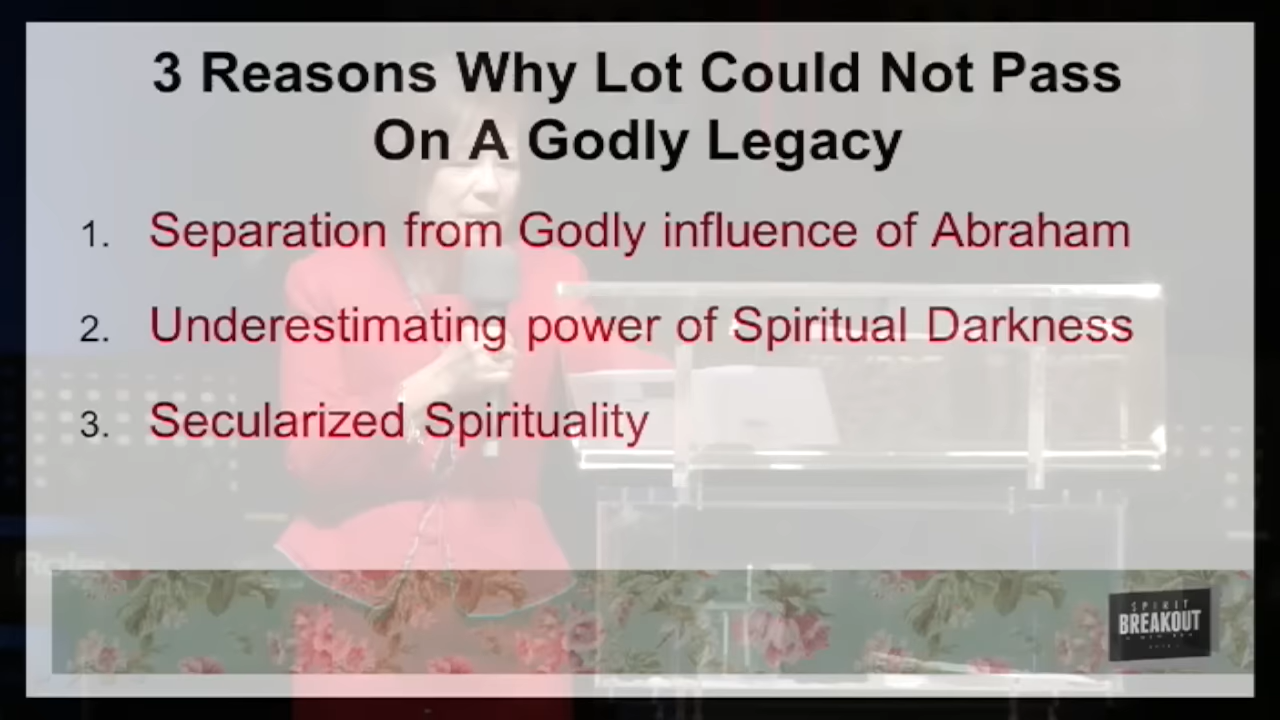 3 Reasons Why Lot Could Not Pass
On A Godly Legacy
1. Separation from Godly influence of Abraham
2. Underestimating power of Spiritual Darkness
3. Secularized Spirituality
SPIRIT
BREAKOUT